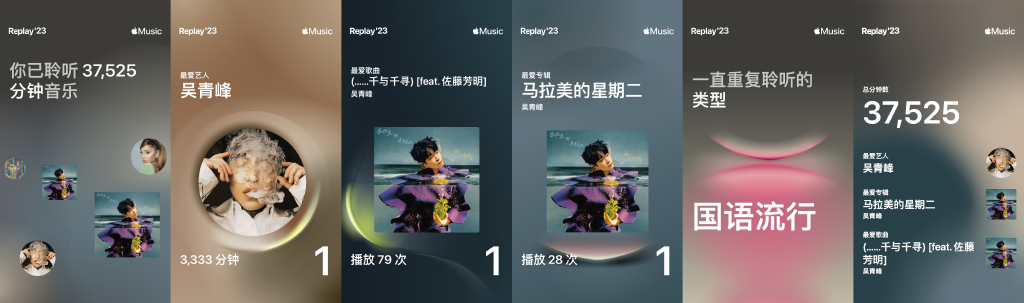 Replay'23
Music
你已聆听 37,525
分钟音乐
Replay'23
Music
最爱艺人
吴青峰
3,333 分钟
1
Replay'23
Music
最爱歌曲
(……千与千寻) [feat. 佐藤芳明]
吴青峰
播放 79 次
1
Replay'23
Music
最爱专辑
马拉美的星期二
吴青峰
播放 28 次
1
Replay'23
Music
一直重复聆听的
类型
国语流行
Replay'23
Music
总分钟数
37,525
最爱艺人
吴青峰
最爱专辑
马拉美的星期二
吴青峰
最爱歌曲
(……千与千寻) [feat. 佐藤
芳明]
吴青峰